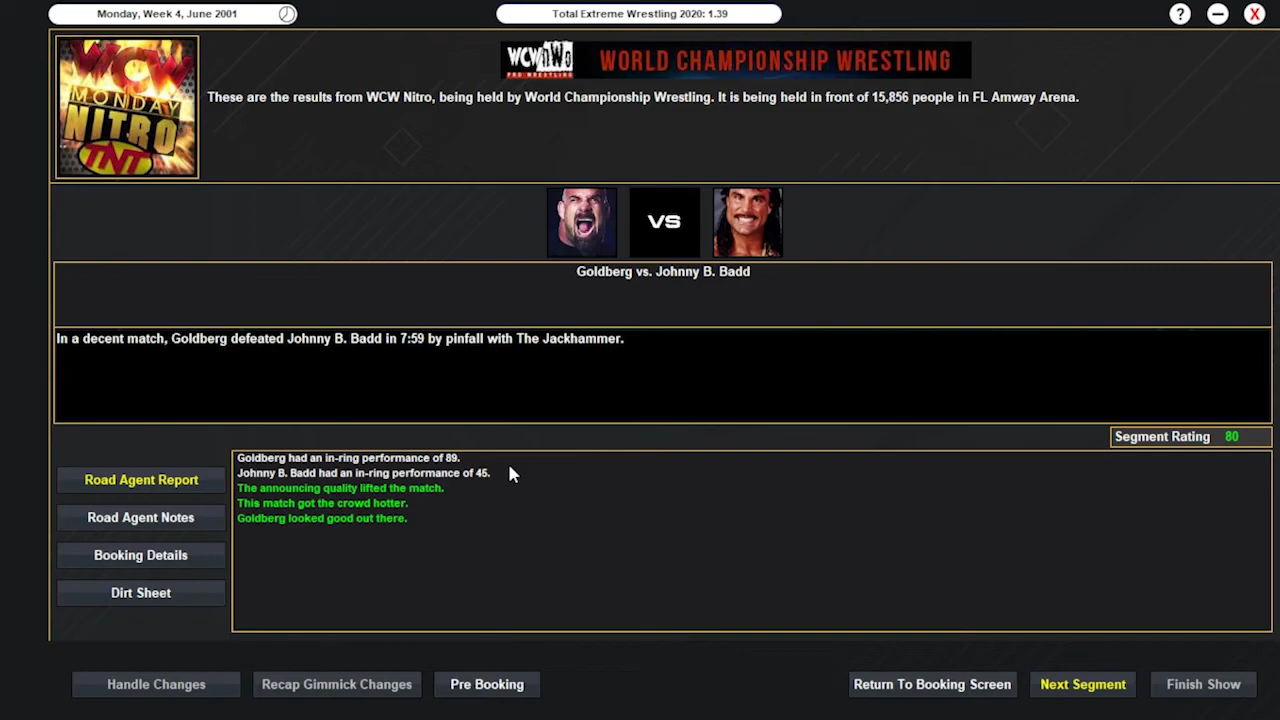 Monday, Week 4, June 2001
Total Extreme Wrestling 2020: 1.39
?
X
WCW
MONDAY
NITRO
TNT
WCW nWo
PRO WRESTLING
WORLD CHAMPIONSHIP WRESTLING
These are the results from WCW Nitro, being held by World Championship Wrestling. It is being held in front of 15,856 people in FL Amway Arena.
VS
Goldberg vs. Johnny B. Badd
In a decent match, Goldberg defeated Johnny B. Badd in 7:59 by pinfall with The Jackhammer.
Segment Rating 80
Road Agent Report
Road Agent Notes
Booking Details
Dirt Sheet
Goldberg had an in-ring performance of 89.
Johnny B. Badd had an in-ring performance of 45.
The announcing quality lifted the match.
This match got the crowd hotter.
Goldberg looked good out there.
Handle Changes
Recap Gimmick Changes
Pre Booking
Return To Booking Screen
Next Segment
Finish Show